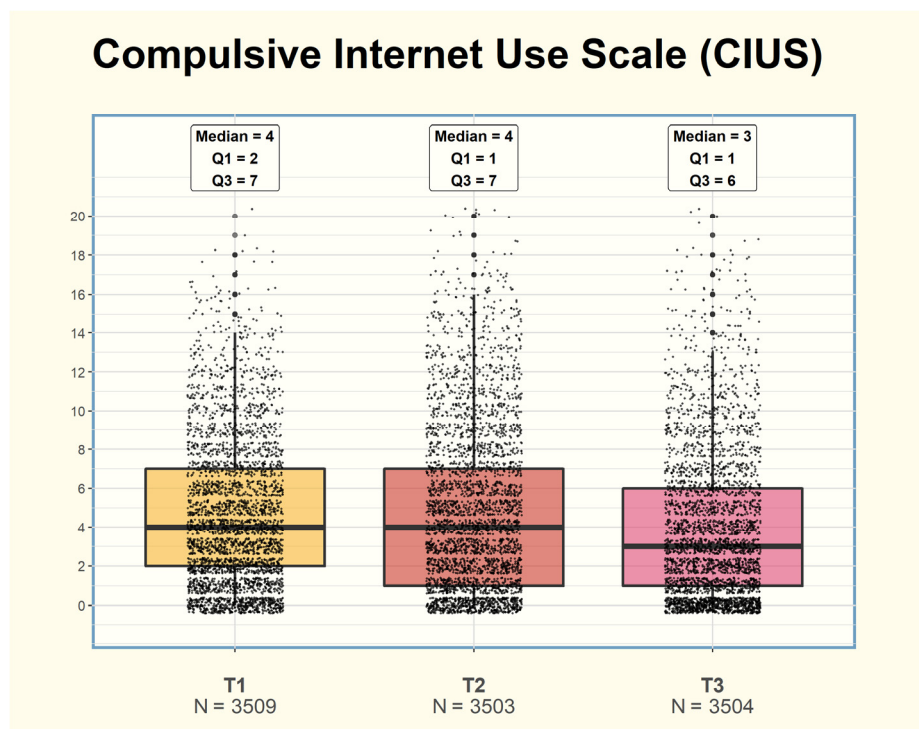 Compulsive Internet Use Scale (CIUS)
Median = 4
Q1 = 2
Q3 = 7
Median = 4
Q1 = 1
Q3 = 7
Median = 3
Q1 = 1
Q3 = 6
20
18
16
14
12
10
8
6
4
2
0
T1
N = 3509
T2
N = 3503
T3
N = 3504